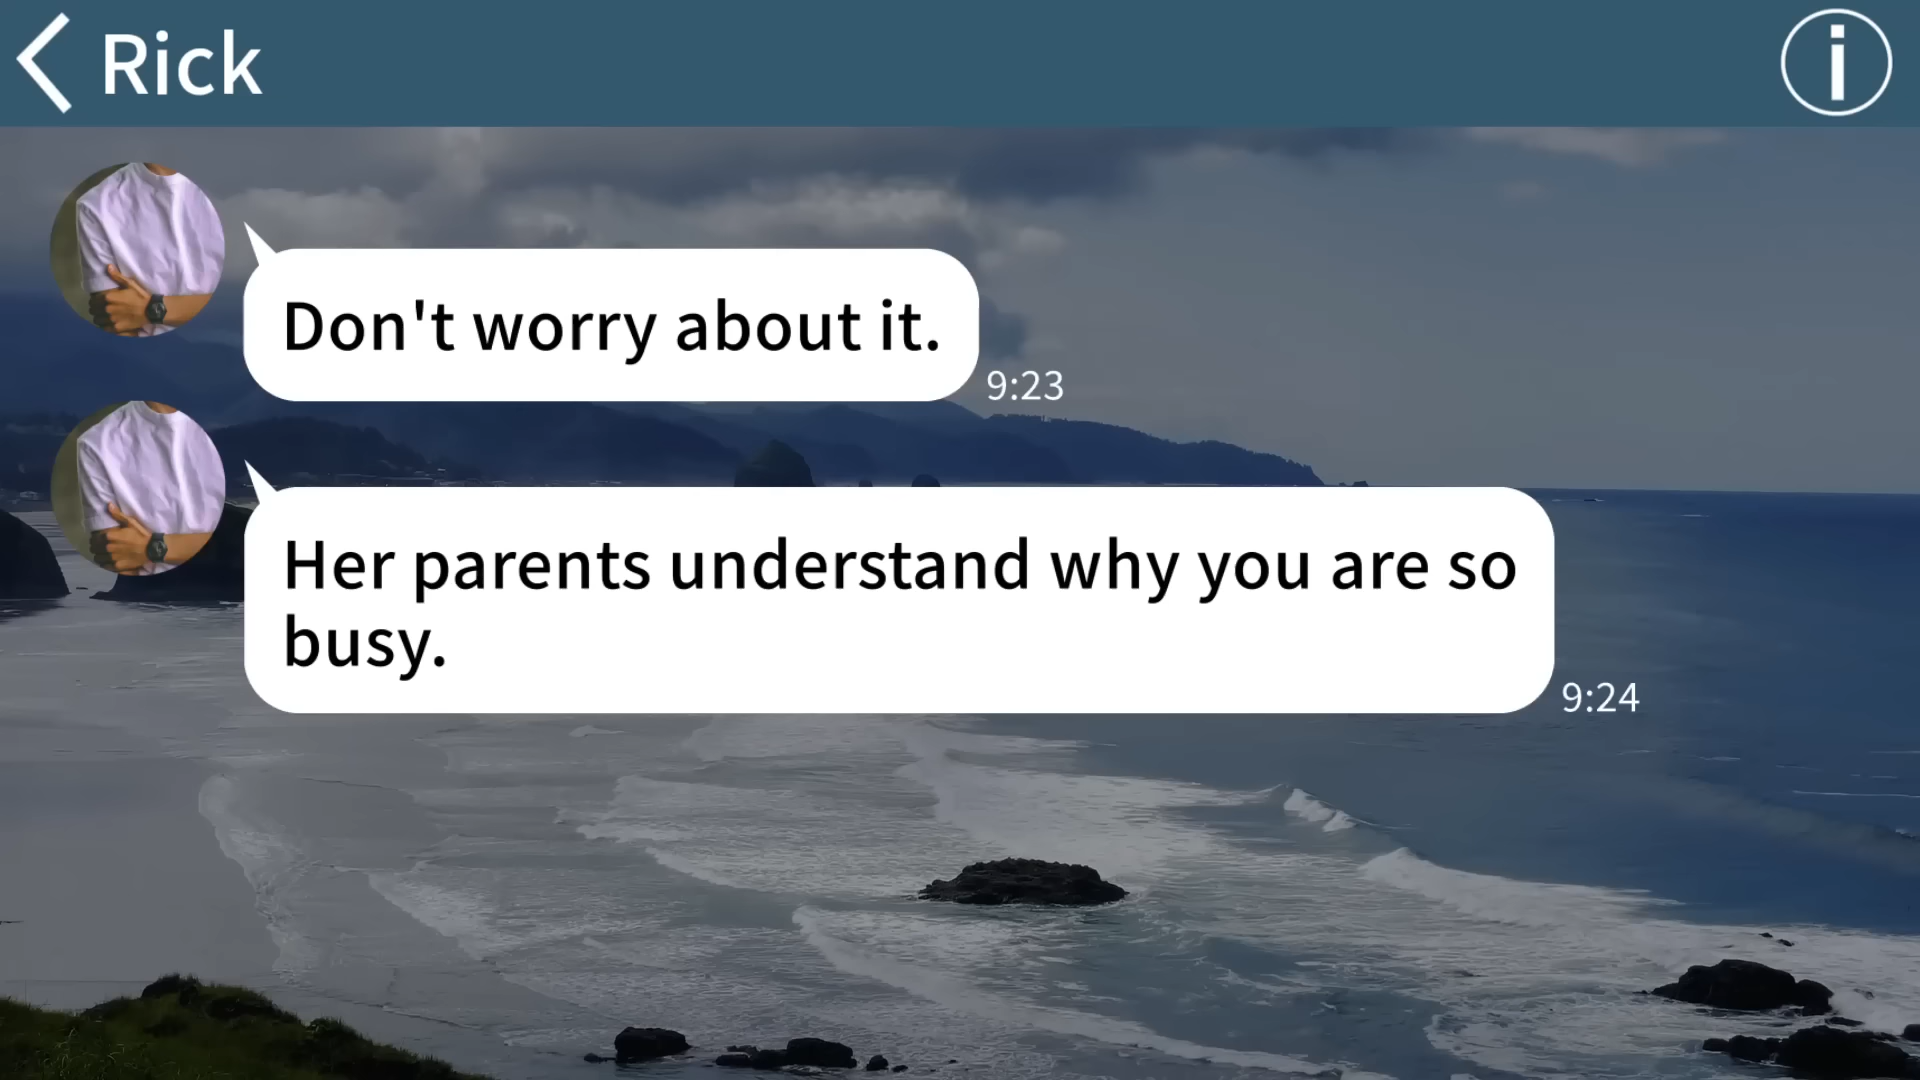 Rick
Don't worry about it.
9:23
Her parents understand why you are so
busy.
9:24